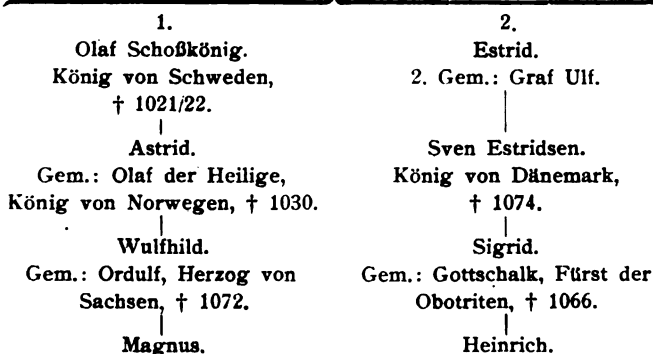 1.
Olaf Schoßkönig.
König von Schweden,
† 1021/22.
Astrid.
Gem.: Olaf der Heilige,
König von Norwegen, † 1030.
Wulfhild.
Gem.: Ordulf, Herzog von
Sachsen, † 1072.
Magnus.
2.
Estrid.
2. Gem.: Graf Ulf.
Sven Estridsen.
König von Dänemark,
† 1074.
Sigrid.
Gem.: Gottschalk, Fürst der
Obotriten, † 1066.
Heinrich.